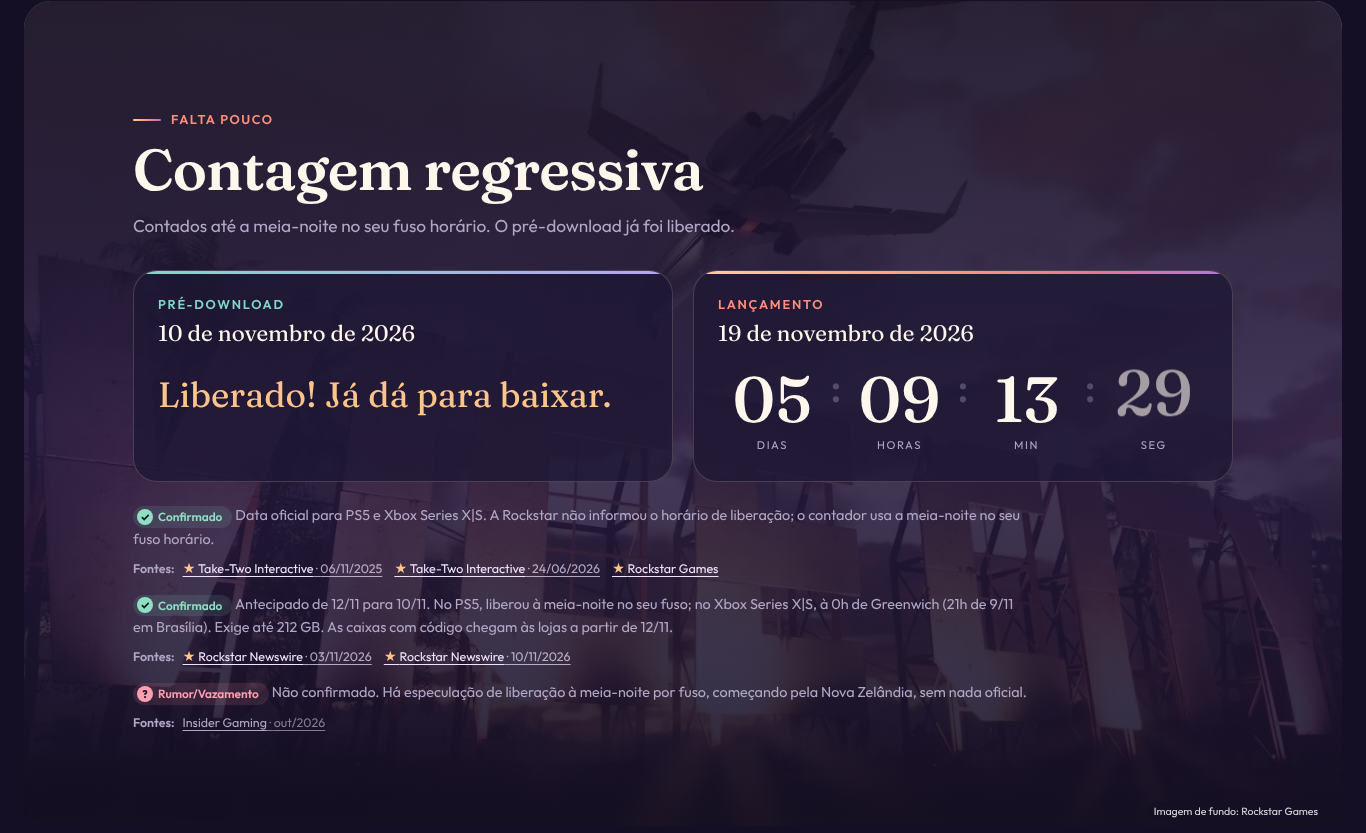 FALTA POUCO
Contagem regressiva
Contados até a meia-noite no seu fuso horário. O pré-download já foi liberado.
PRÉ-DOWNLOAD
10 de novembro de 2026
Liberado! Já dá para baixar.
LANÇAMENTO
19 de novembro de 2026
05 : 09 : 13 : 29
DIAS HORAS MIN SEG
Confirmado Data oficial para PS5 e Xbox Series X|S. A Rockstar não informou o horário de liberação; o contador usa a meia-noite no seu
fuso horário.
Fontes: ★ Take-Two Interactive · 06/11/2025 ★ Take-Two Interactive · 24/06/2026 ★ Rockstar Games
Confirmado Antecipado de 12/11 para 10/11. No PS5, liberou à meia-noite no seu fuso; no Xbox Series X|S, à 0h de Greenwich (21h de 9/11
em Brasília). Exige até 212 GB. As caixas com código chegam às lojas a partir de 12/11.
Fontes: ★ Rockstar Newswire · 03/11/2026 ★ Rockstar Newswire · 10/11/2026
? Rumor/Vazamento Não confirmado. Há especulação de liberação à meia-noite por fuso, começando pela Nova Zelândia, sem nada oficial.
Fontes: Insider Gaming · out/2026
Imagem de fundo: Rockstar Games